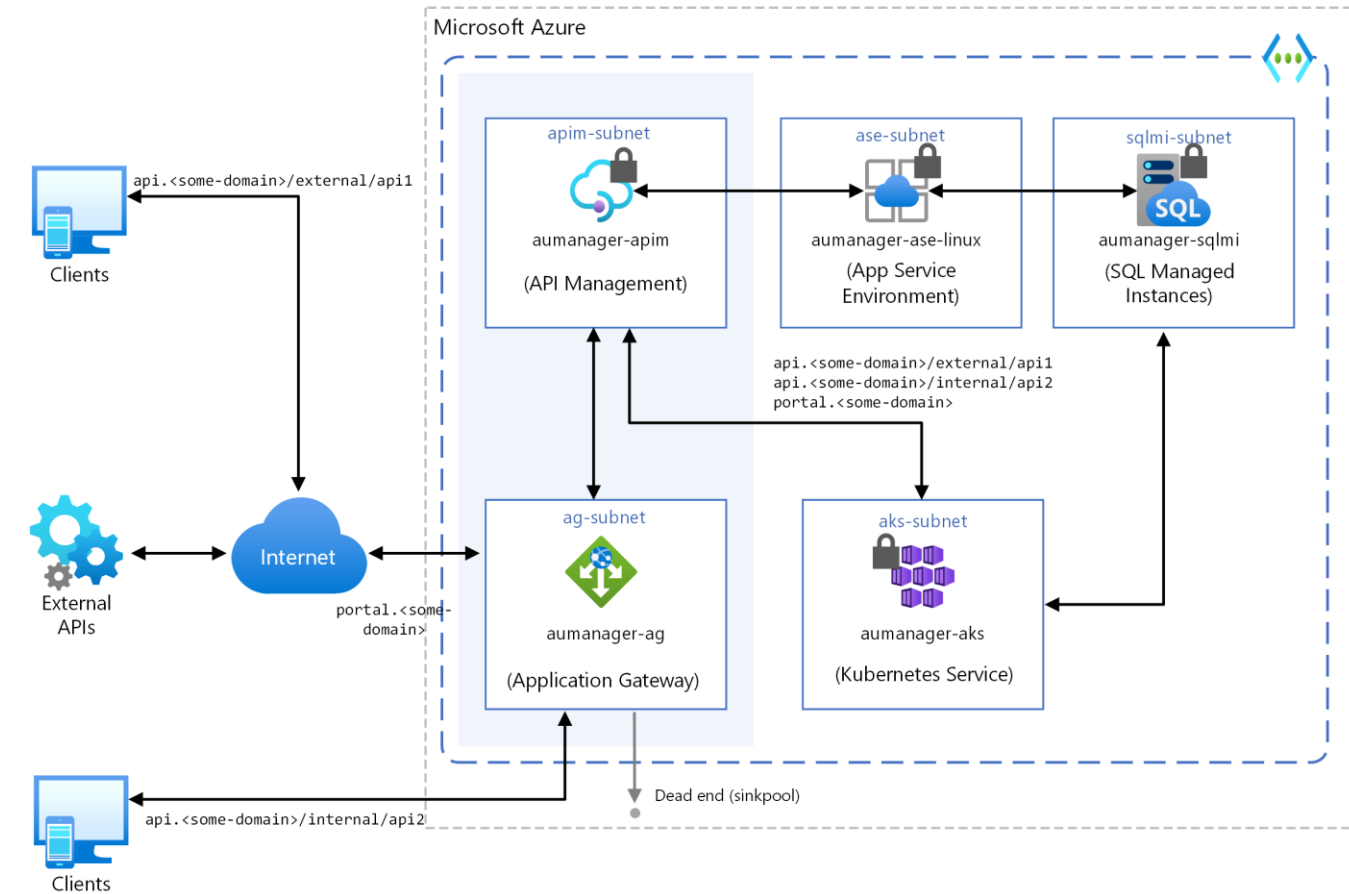 Microsoft Azure
apim-subnet
aumanager-apim
(API Management)
ase-subnet
aumanager-ase-linux
(App Service
Environment)
sqlmi-subnet
SQL
aumanager-sqlmi
(SQL Managed
Instances)
api.<some-domain>/external/api1
Clients
api.<some-domain>/external/api1
api.<some-domain>/internal/api2
portal.<some-domain>
External
APIs
Internet
portal.<some-
domain>
ag-subnet
aumanager-ag
(Application Gateway)
aks-subnet
aumanager-aks
(Kubernetes Service)
Dead end (sinkpool)
api.<some-domain>/internal/api2
Clients